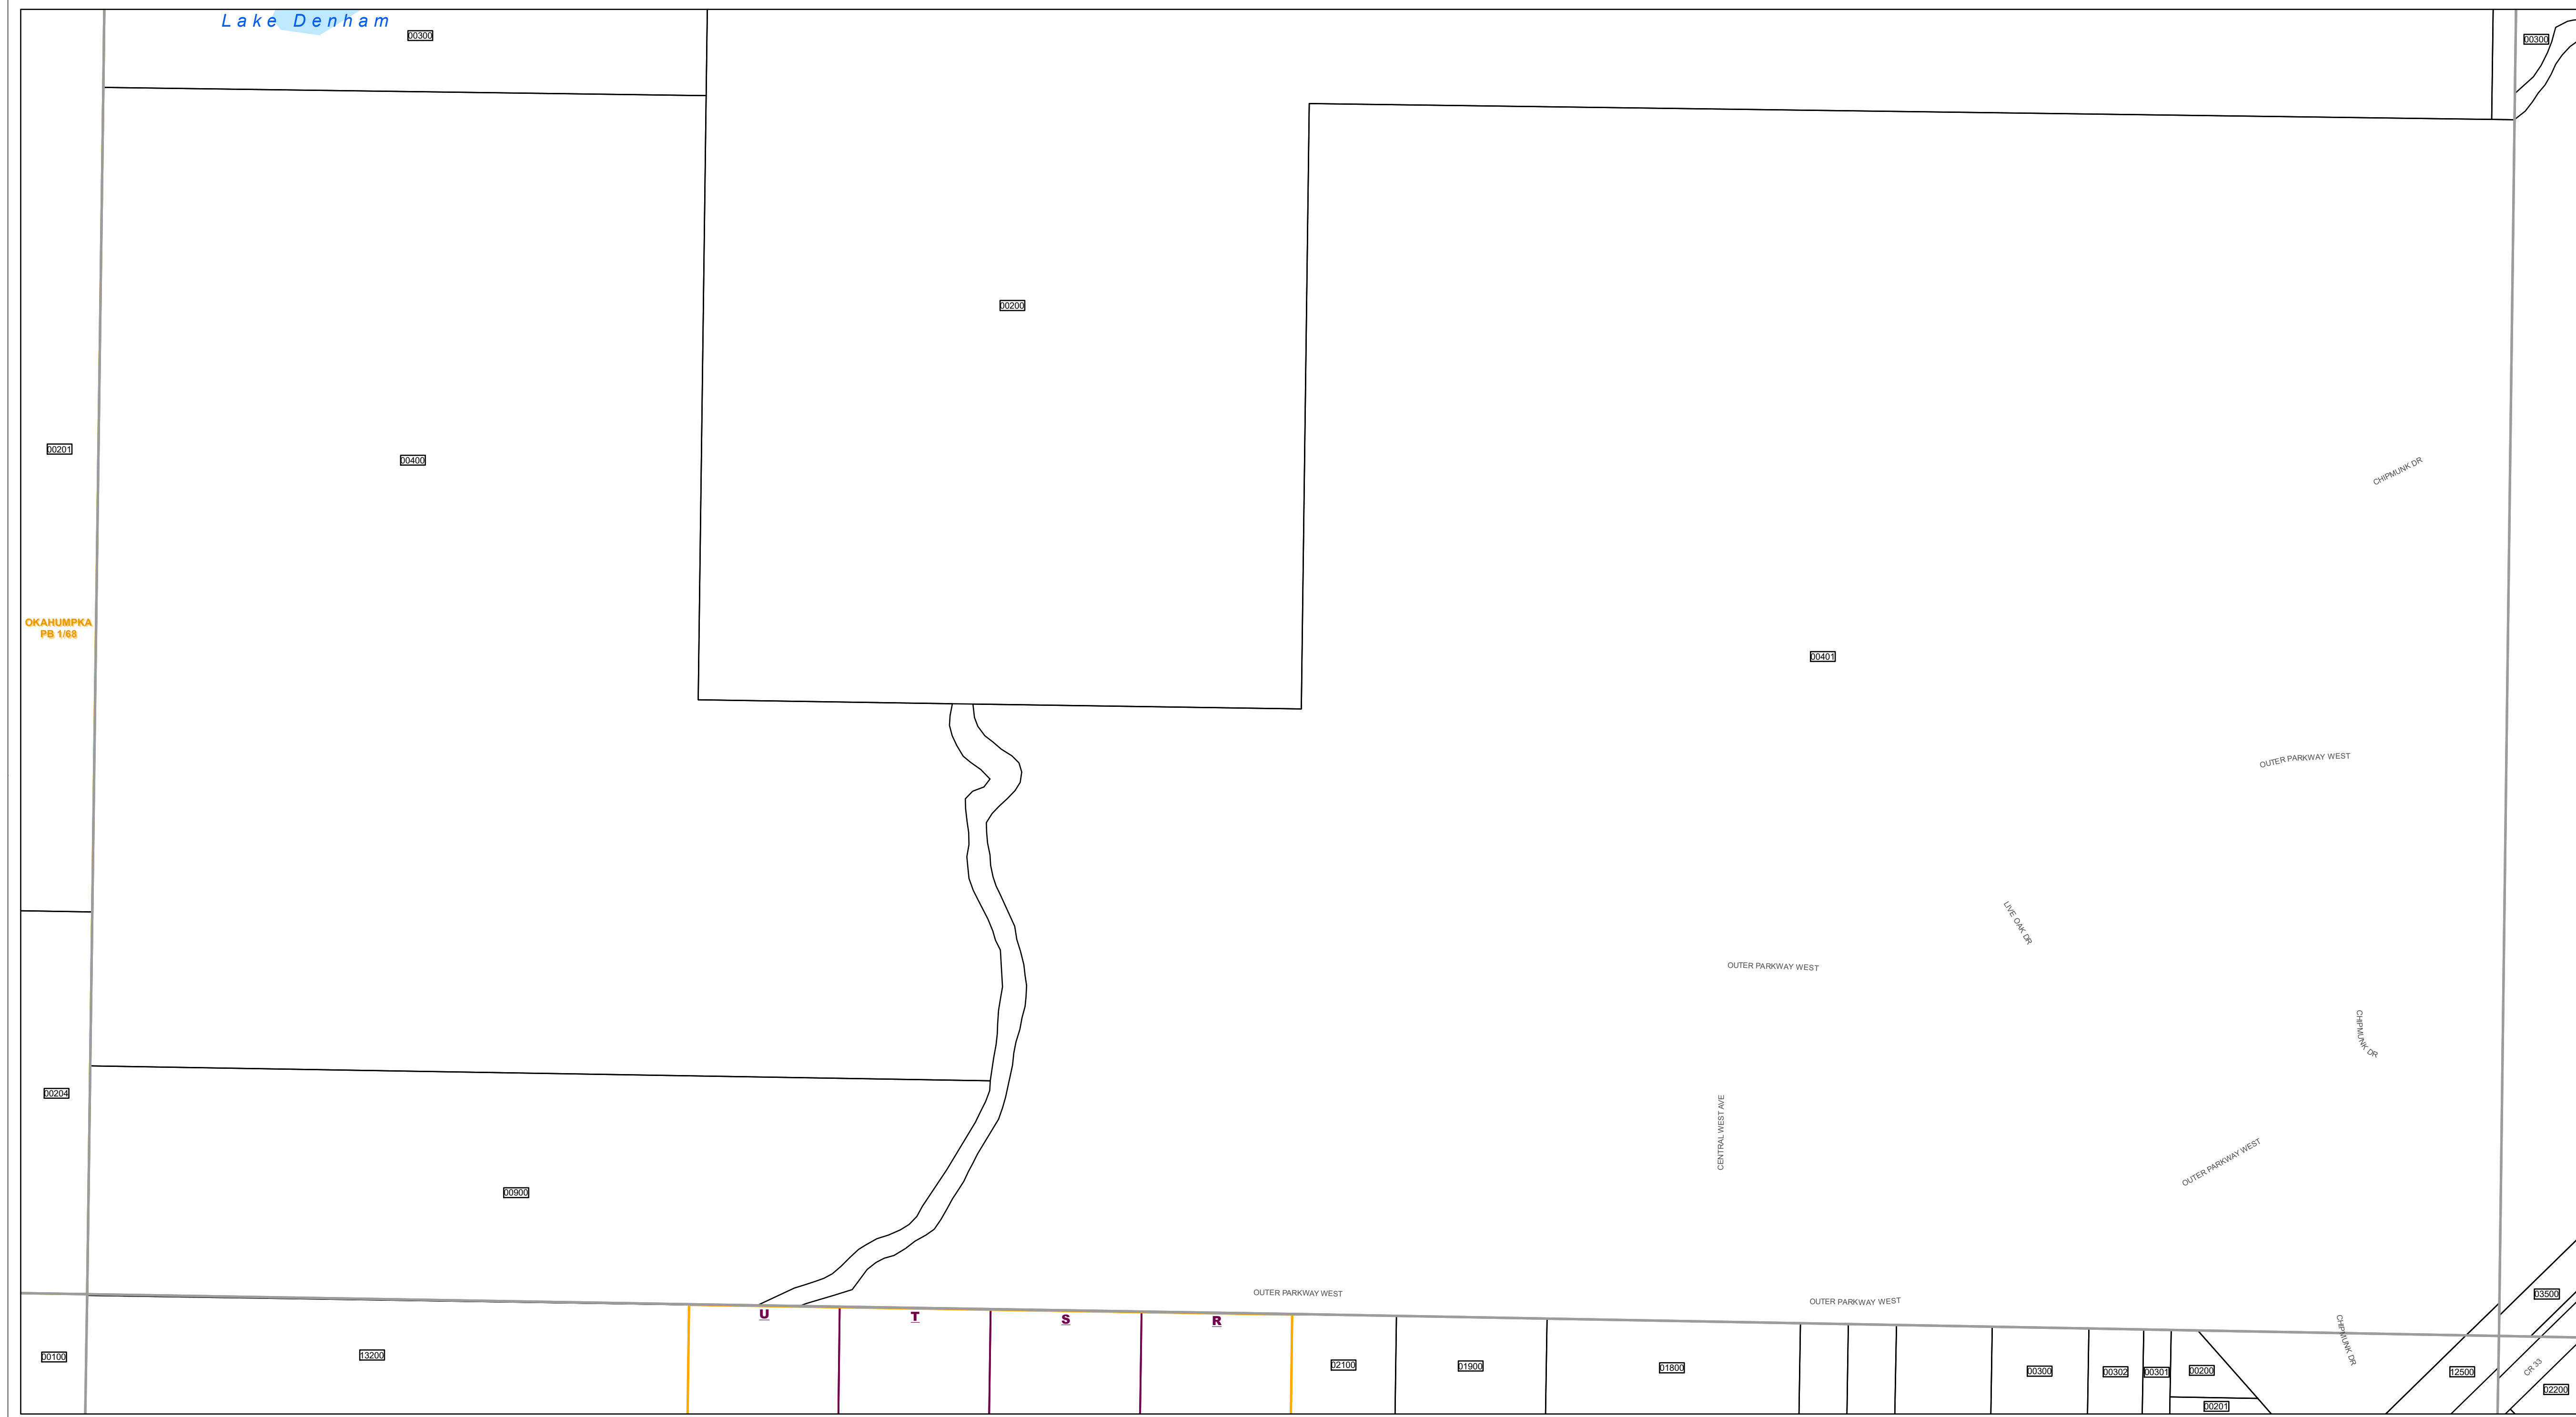 Lake Denham
00300
00300
00200
00201
00400
CHIPMUNK DR
OKAHUMPKA
PB 1/68
00401
OUTER PARKWAY WEST
LIVE OAK DR
OUTER PARKWAY WEST
CHIPMUNK DR
00204
CENTRAL WEST AVE
OUTER PARKWAY WEST
00900
OUTER PARKWAY WEST
OUTER PARKWAY WEST
03500
U
T
S
R
CHIPMUNK DR
00100
13200
02100
01900
01800
00300
00302
00301
00200
12500
CR 33
02200
00201